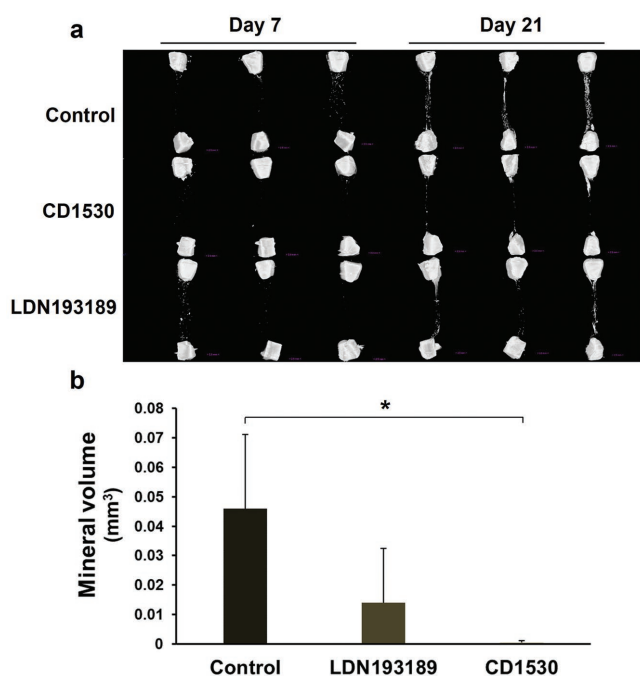 a
Day 7 Day 21
Control
CD1530
LDN193189
b
*
Mineral volume
(mm³)
0.08
0.07
0.06
0.05
0.04
0.03
0.02
0.01
0
Control LDN193189 CD1530